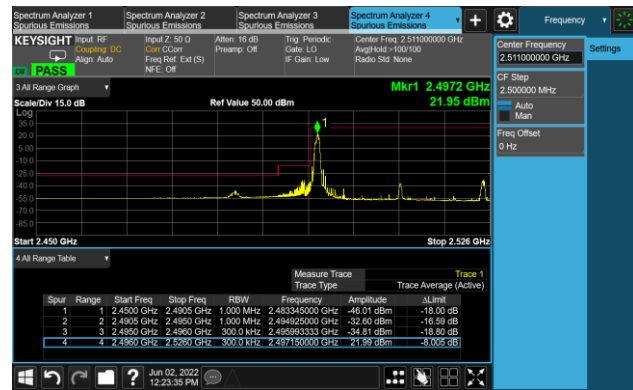 Spectrum Analyzer 1
Spurious Emissions
Spectrum Analyzer 2
Spurious Emissions
Spectrum Analyzer 3
Spurious Emissions
Spectrum Analyzer 4
Spurious Emissions
Frequency
KEYSIGHT
Input: RF
Coupling: DC
Align: Auto
Input Z: 50 Ω
Corr CCorr
Freq Ref: Ext (S)
NFE: Off
Atten: 16 dB
Preamp: Off
Trig: Periodic
Gate: LO
IF Gain: Low
Center Freq: 2.511000000 GHz
Avg|Hold >100/100
Radio Std: None
PASS
Center Frequency
2.511000000 GHz
Settings
CF Step
2.500000 MHz
Auto
Man
Freq Offset
0 Hz
3 All Range Graph
Mkr1 2.4972 GHz
Scale/Div 15.0 dB
Ref Value 50.00 dBm
21.95 dBm
Log
35.0
20.0
5.00
-10.0
-25.0
-40.0
-55.0
-70.0
-85.0
1
Start 2.450 GHz
Stop 2.526 GHz
4 All Range Table
Measure Trace Trace 1
Trace Type Trace Average (Active)
Spur Range Start Freq Stop Freq RBW Frequency Amplitude ΔLimit
1 1 2.4500 GHz 2.4905 GHz 1.000 MHz 2.483345000 GHz -46.01 dBm -18.00 dB
2 2 2.4905 GHz 2.4950 GHz 1.000 MHz 2.494925000 GHz -32.60 dBm -16.59 dB
3 3 2.4950 GHz 2.4960 GHz 300.0 kHz 2.495993333 GHz -34.81 dBm -18.80 dB
4 4 2.4960 GHz 2.5260 GHz 300.0 kHz 2.497150000 GHz 21.99 dBm -8.005 dB
Jun 02, 2022
12:23:35 PM